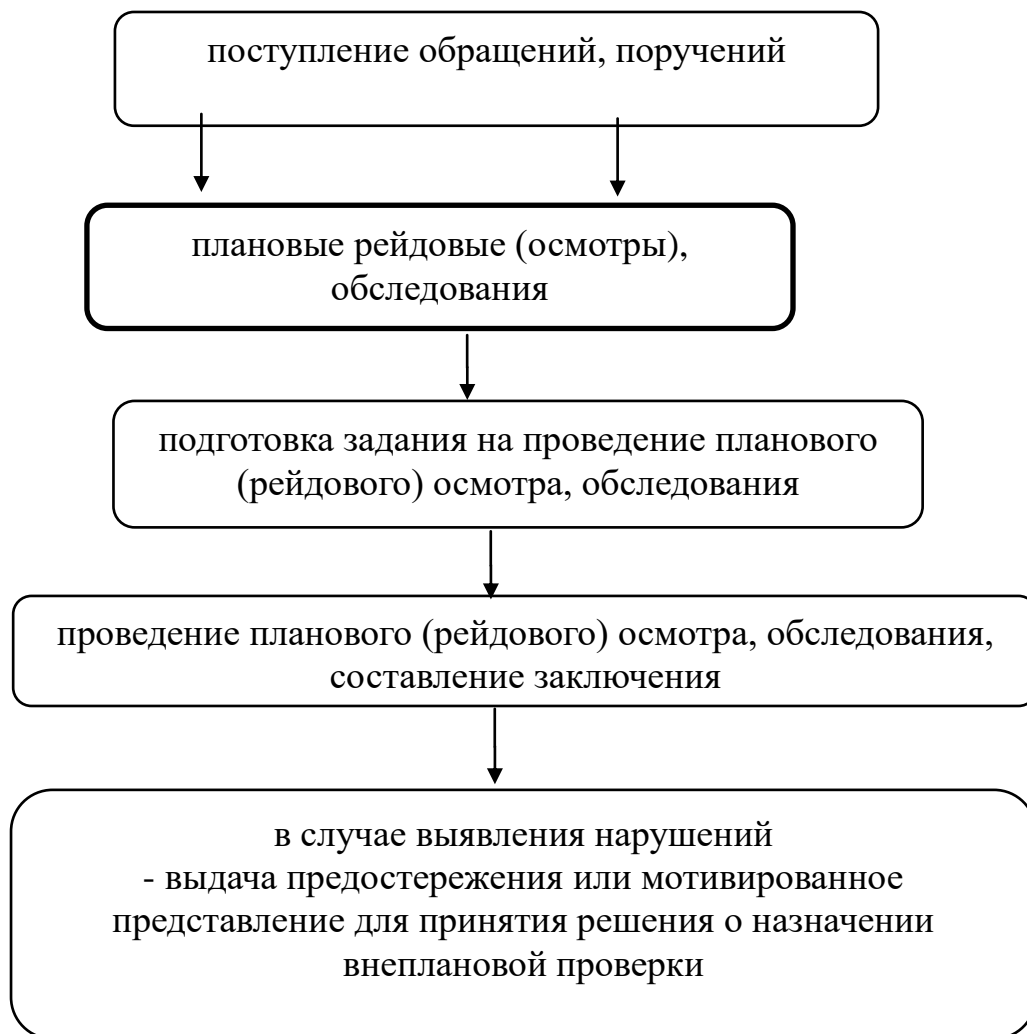 поступление обращений, поручений
плановые рейдовые (осмотры),
обследования
подготовка задания на проведение планового
(рейдового) осмотра, обследования
проведение планового (рейдового) осмотра, обследования,
составление заключения
в случае выявления нарушений
- выдача предостережения или мотивированное
представление для принятия решения о назначении
внеплановой проверки